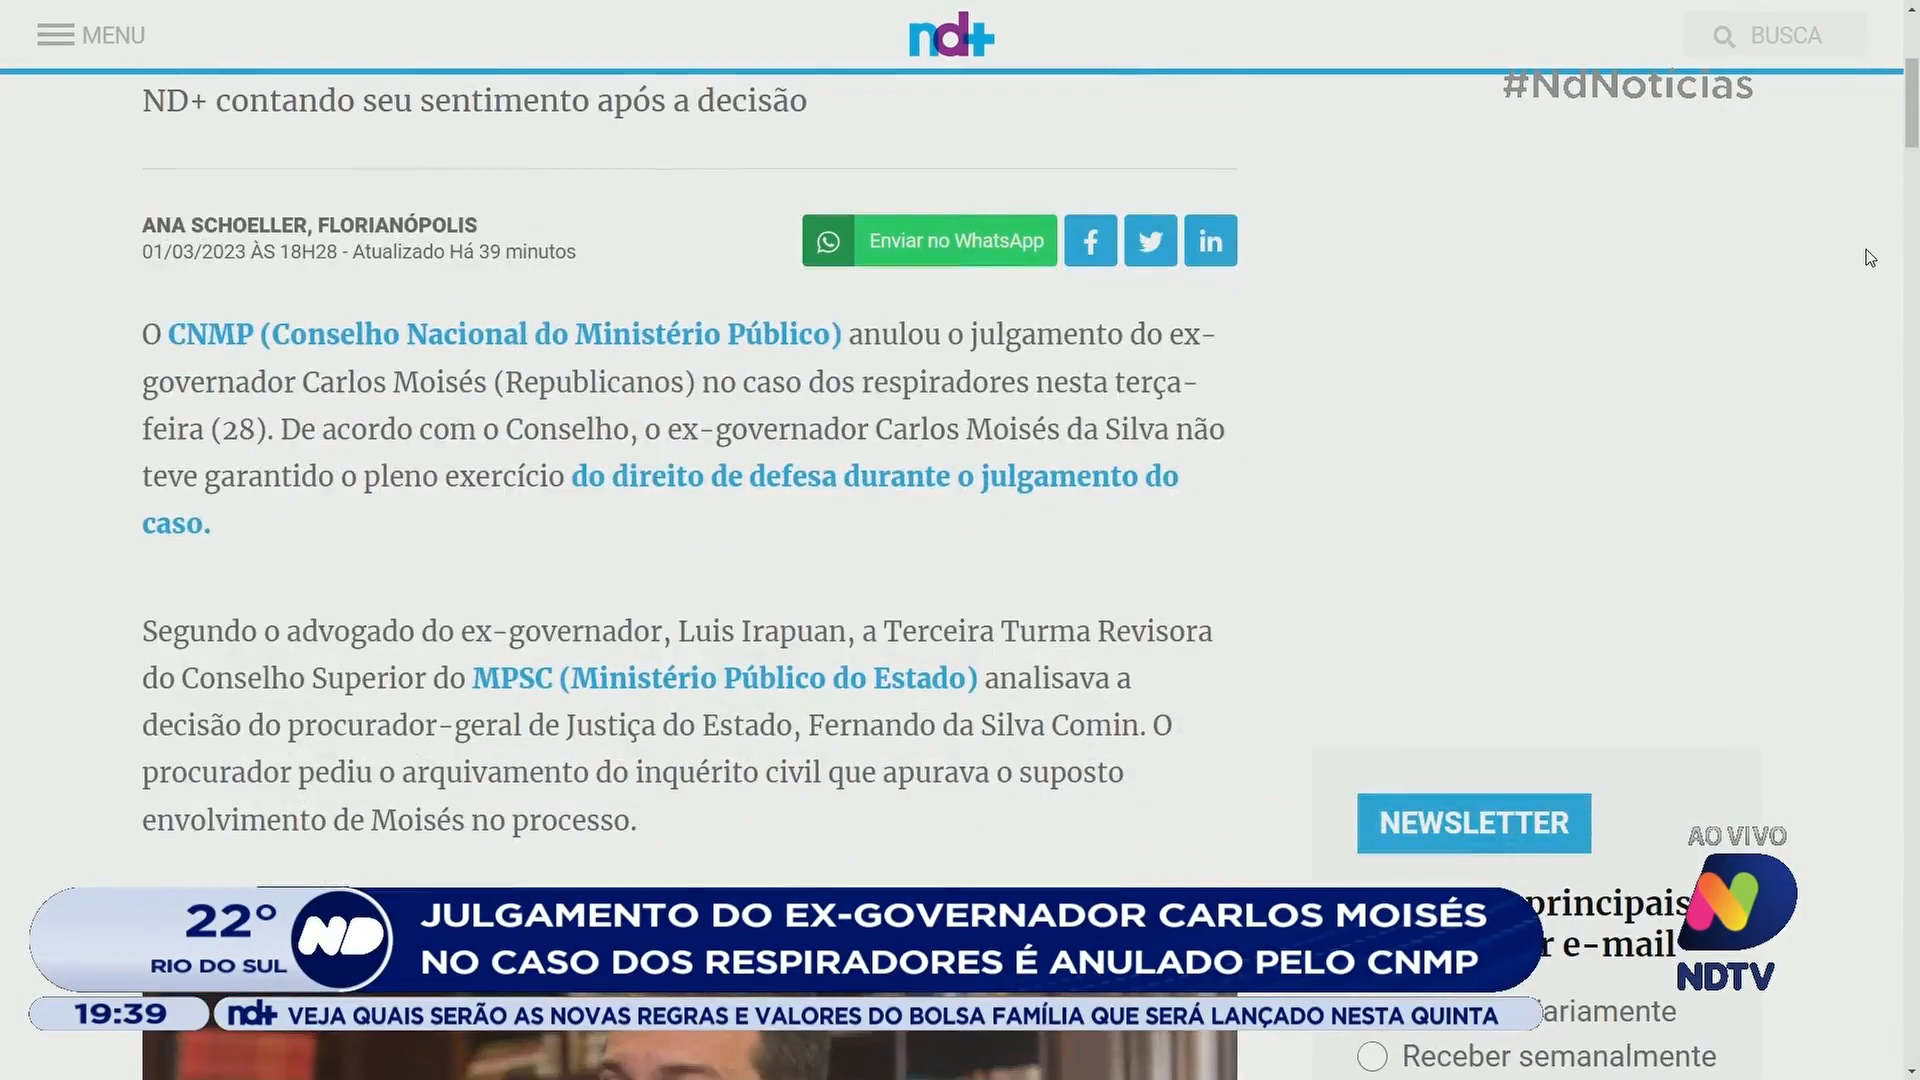 MENU
nd+
BUSCA
#NdNotícias
ND+ contando seu sentimento após a decisão
ANA SCHOELLER, FLORIANÓPOLIS
01/03/2023 ÀS 18H28 - Atualizado Há 39 minutos
Enviar no WhatsApp
O CNMP (Conselho Nacional do Ministério Público) anulou o julgamento do ex-
governador Carlos Moisés (Republicanos) no caso dos respiradores nesta terça-
feira (28). De acordo com o Conselho, o ex-governador Carlos Moisés da Silva não
teve garantido o pleno exercício do direito de defesa durante o julgamento do
caso.
Segundo o advogado do ex-governador, Luis Irapuan, a Terceira Turma Revisora
do Conselho Superior do MPSC (Ministério Público do Estado) analisava a
decisão do procurador-geral de Justiça do Estado, Fernando da Silva Comin. O
procurador pediu o arquivamento do inquérito civil que apurava o suposto
envolvimento de Moisés no processo.
NEWSLETTER
principais
r e-mail
iariamente
Receber semanalmente
AO VIVO
NDTV
22°
RIO DO SUL
ND
JULGAMENTO DO EX-GOVERNADOR CARLOS MOISÉS
NO CASO DOS RESPIRADORES É ANULADO PELO CNMP
19:39
nd+ VEJA QUAIS SERÃO AS NOVAS REGRAS E VALORES DO BOLSA FAMÍLIA QUE SERÁ LANÇADO NESTA QUINTA